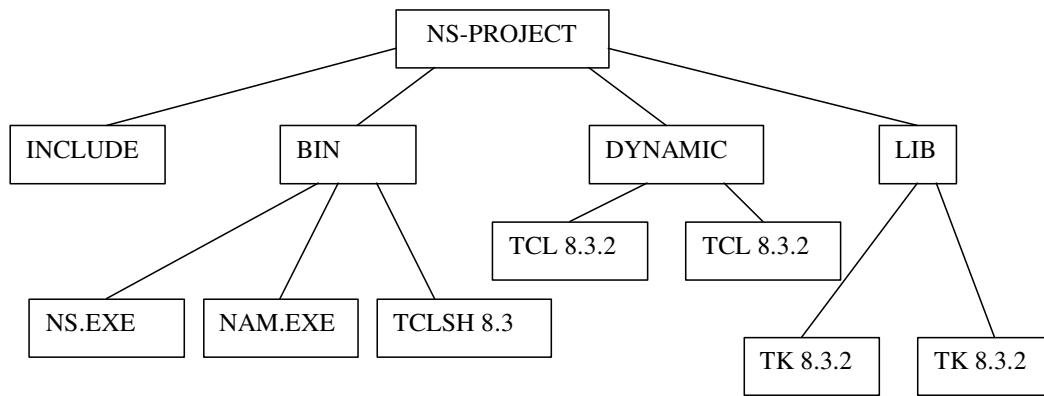 NS-PROJECT
INCLUDE
BIN
DYNAMIC
LIB
TCL 8.3.2
TCL 8.3.2
NS.EXE
NAM.EXE
TCLSH 8.3
TK 8.3.2
TK 8.3.2